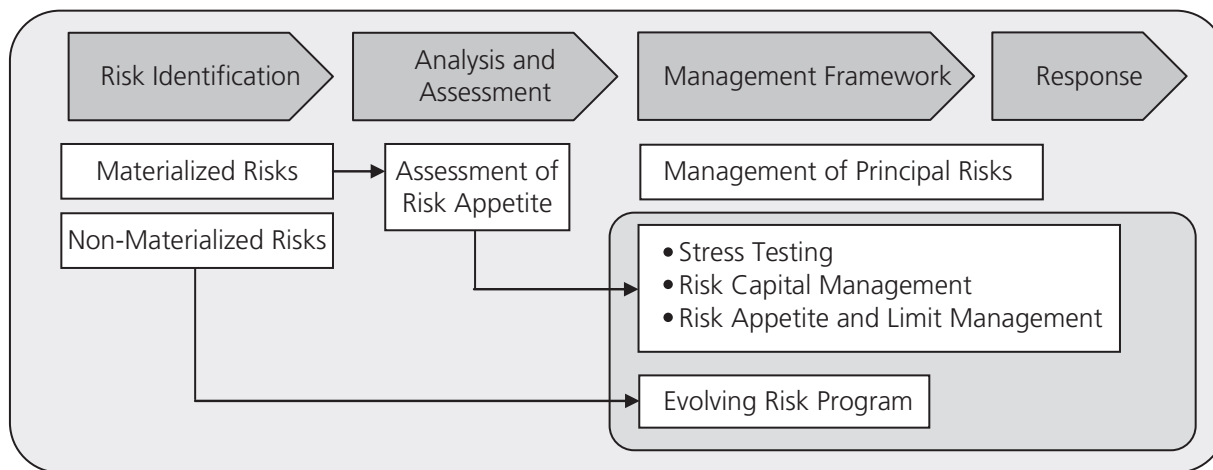 Risk Identification
Analysis and
Assessment
Management Framework
Response
Materialized Risks
Non-Materialized Risks
Assessment of
Risk Appetite
Management of Principal Risks
• Stress Testing
• Risk Capital Management
• Risk Appetite and Limit Management
Evolving Risk Program